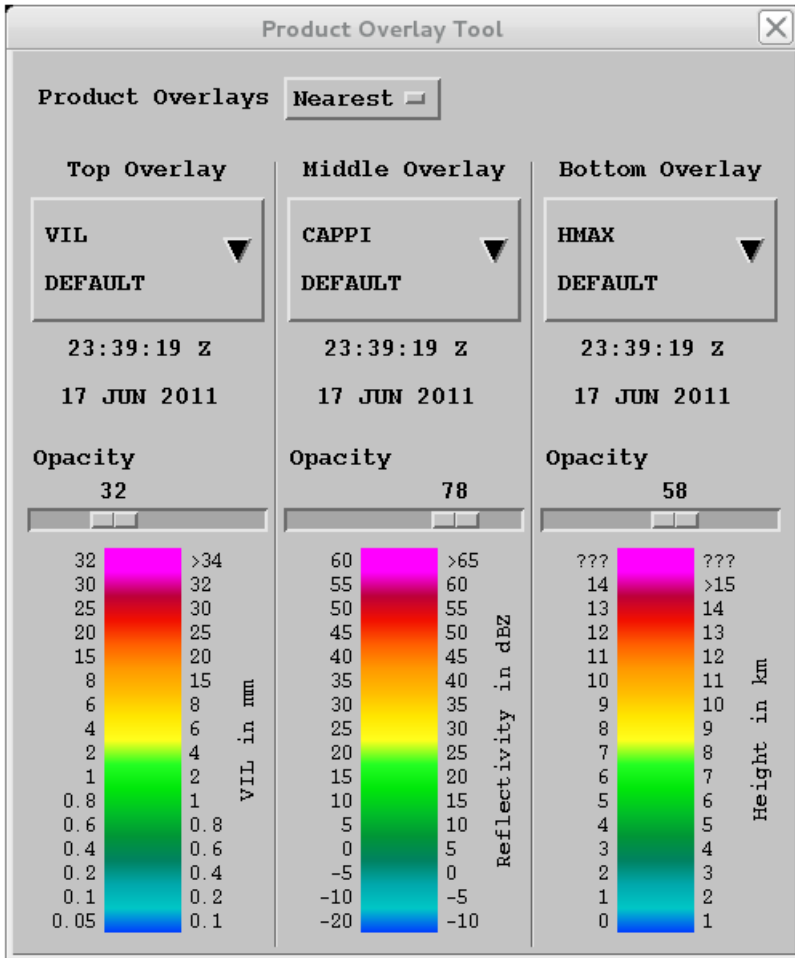 Product Overlay Tool
Product Overlays Nearest
Top Overlay
VIL
DEFAULT
23:39:19 Z
17 JUN 2011
Opacity
32
32 >34
30 32
25 30
20 25
15 20
8 15
6 8
4 6
2 4
1 2
0.8 1
0.6 0.8
0.4 0.6
0.2 0.4
0.1 0.2
0.05 0.1
VIL in mm
Middle Overlay
CAPPI
DEFAULT
23:39:19 Z
17 JUN 2011
Opacity
78
60 >65
55 60
50 55
45 50
40 45
35 40
30 35
25 30
20 25
15 20
10 15
5 10
0 5
-5 0
-10 -5
-20 -10
Reflectivity in dBZ
Bottom Overlay
HMAX
DEFAULT
23:39:19 Z
17 JUN 2011
Opacity
58
??? ???
14 >15
13 14
12 13
11 12
10 11
9 10
8 9
7 8
6 7
5 6
4 5
3 4
2 3
1 2
0 1
Height in km